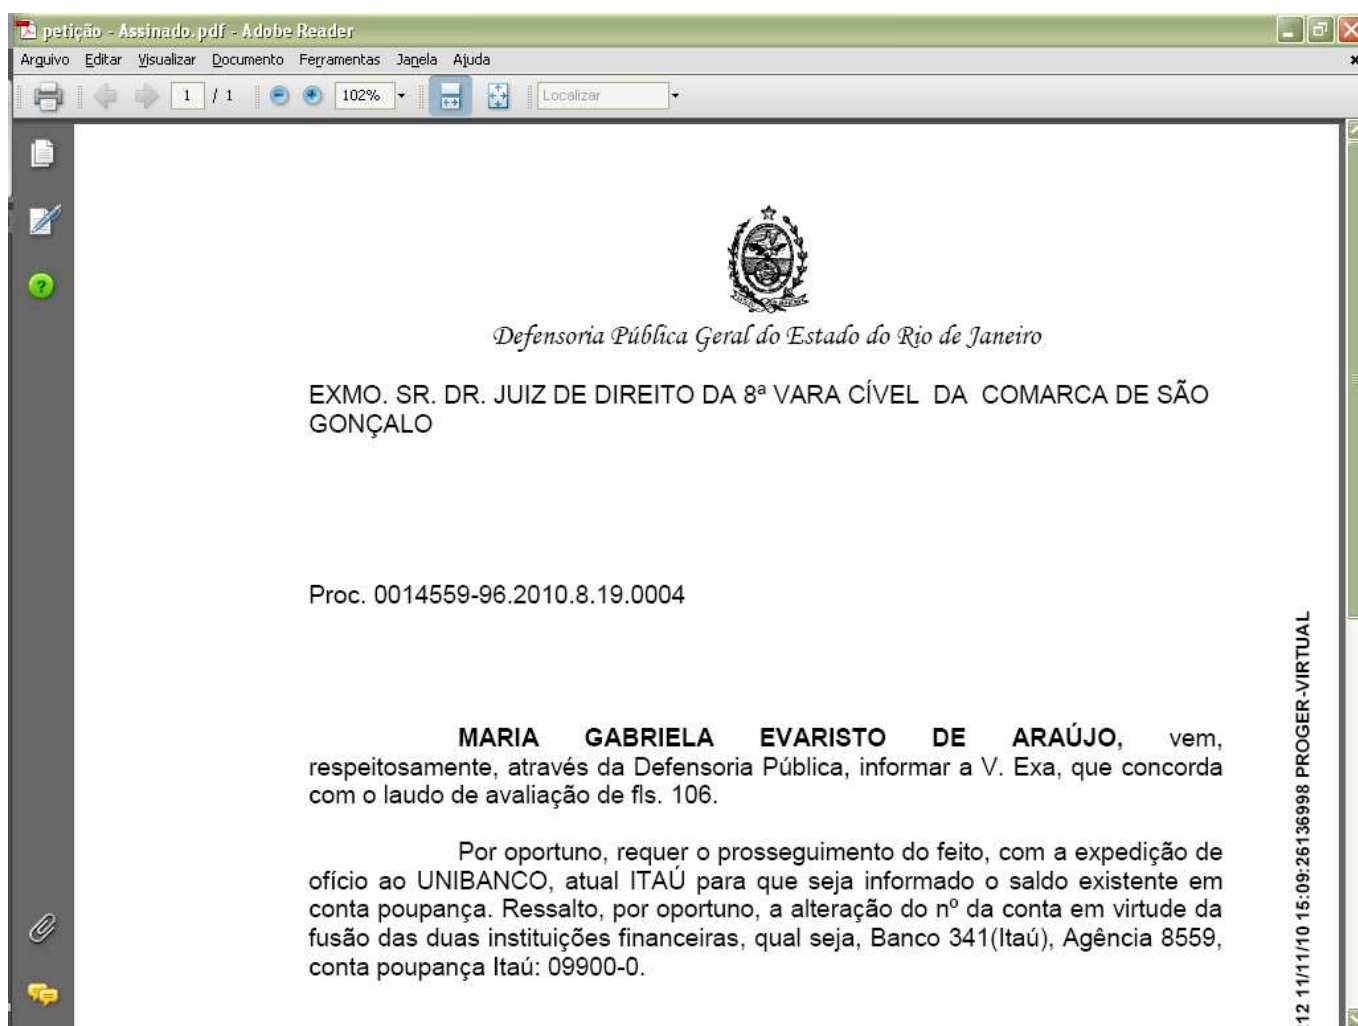 petição - Assinado.pdf - Adobe Reader
Arquivo Editar Visualizar Documento Ferramentas Janela Ajuda
1 / 1 102% Localizar
Defensoria Pública Geral do Estado do Rio de Janeiro
EXMO. SR. DR. JUIZ DE DIREITO DA 8ª VARA CÍVEL DA COMARCA DE SÃO
GONÇALO
Proc. 0014559-96.2010.8.19.0004
MARIA GABRIELA EVARISTO DE ARAÚJO, vem,
respeitosamente, através da Defensoria Pública, informar a V. Exa, que concorda
com o laudo de avaliação de fls. 106.
Por oportuno, requer o prosseguimento do feito, com a expedição de
ofício ao UNIBANCO, atual ITAÚ para que seja informado o saldo existente em
conta poupança. Ressalto, por oportuno, a alteração do nº da conta em virtude da
fusão das duas instituições financeiras, qual seja, Banco 341(Itaú), Agência 8559,
conta poupança Itaú: 09900-0.
:12 11/11/10 15:09:26136998 PROGER-VIRTUAL